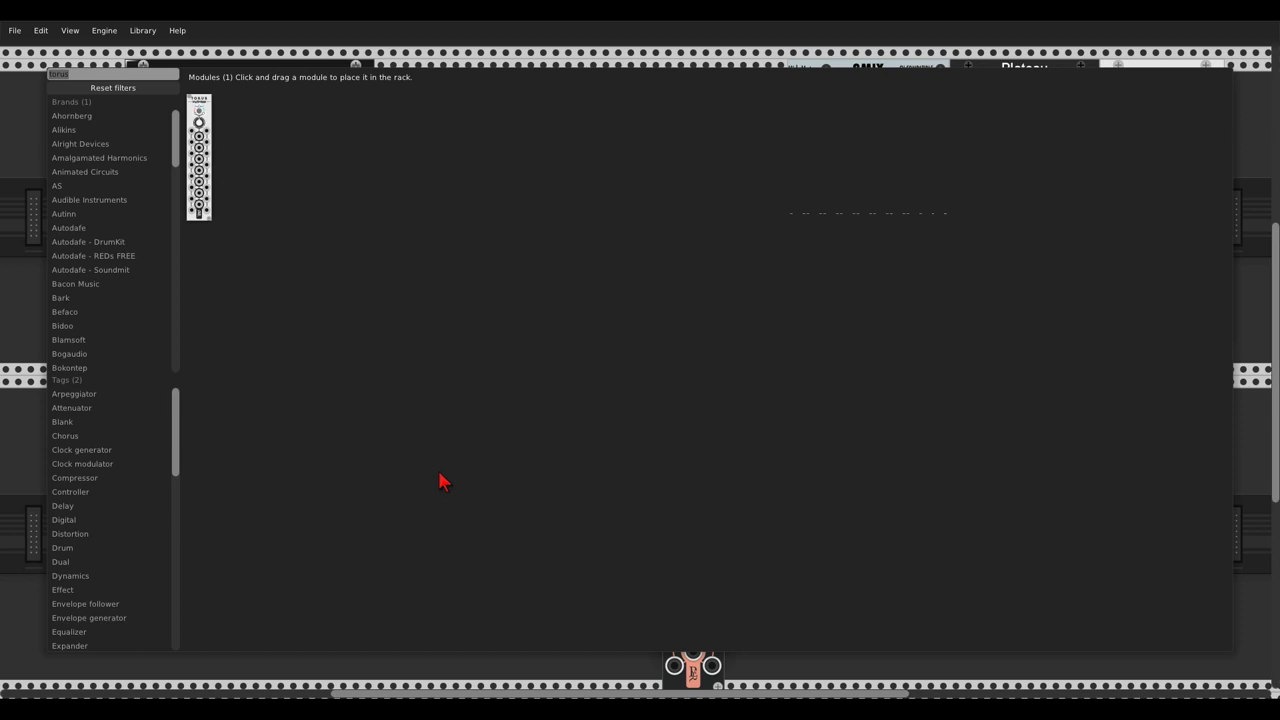 File Edit View Engine Library Help
torus
Modules (1) Click and drag a module to place it in the rack.
Reset filters
Brands (1)
Ahornberg
Alikins
Alright Devices
Amalgamated Harmonics
Animated Circuits
AS
Audible Instruments
Autinn
Autodafe
Autodafe - DrumKit
Autodafe - REDs FREE
Autodafe - Soundmit
Bacon Music
Bark
Befaco
Bidoo
Blamsoft
Bogaudio
Bokontep
Tags (2)
Arpeggiator
Attenuator
Blank
Chorus
Clock generator
Clock modulator
Compressor
Controller
Delay
Digital
Distortion
Drum
Dual
Dynamics
Effect
Envelope follower
Envelope generator
Equalizer
Expander
TORUS
Plateau